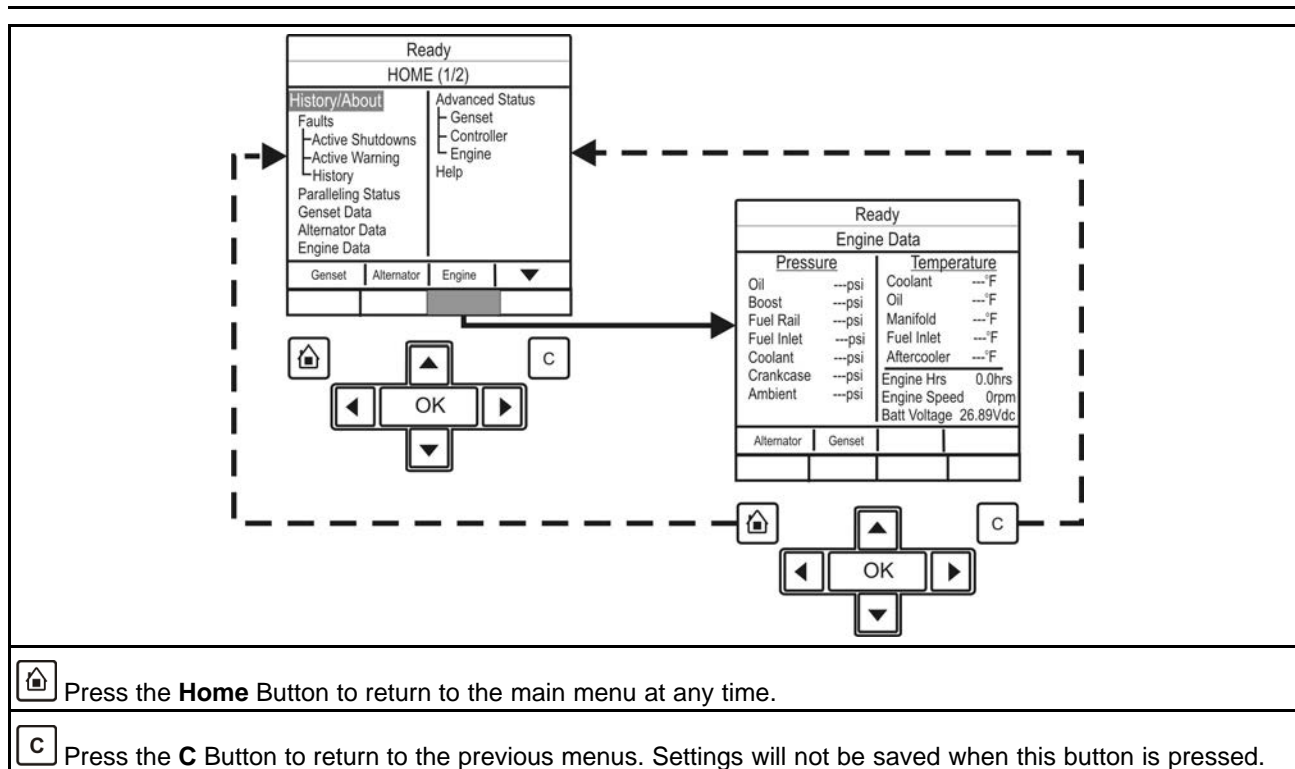 Ready
HOME (1/2)
History/About
Faults
Active Shutdowns
Active Warning
History
Paralleling Status
Genset Data
Alternator Data
Engine Data
Advanced Status
Genset
Controller
Engine
Help
Genset Alternator Engine
C
OK
Ready
Engine Data
Pressure
Oil ---psi
Boost ---psi
Fuel Rail ---psi
Fuel Inlet ---psi
Coolant ---psi
Crankcase ---psi
Ambient ---psi
Temperature
Coolant ---°F
Oil ---°F
Manifold ---°F
Fuel Inlet ---°F
Aftercooler ---°F
Engine Hrs 0.0hrs
Engine Speed 0rpm
Batt Voltage 26.89Vdc
Alternator Genset
C
OK
Press the Home Button to return to the main menu at any time.
C Press the C Button to return to the previous menus. Settings will not be saved when this button is pressed.